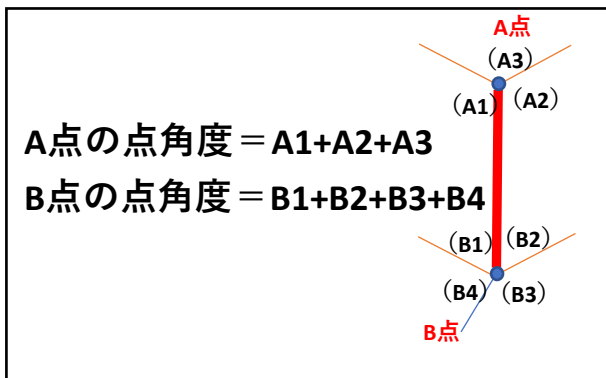 A点
（A3）
（A1）
（A2）
A点の点角度＝A1+A2+A3
B点の点角度＝B1+B2+B3+B4
（B1）
（B2）
（B4）
（B3）
B点